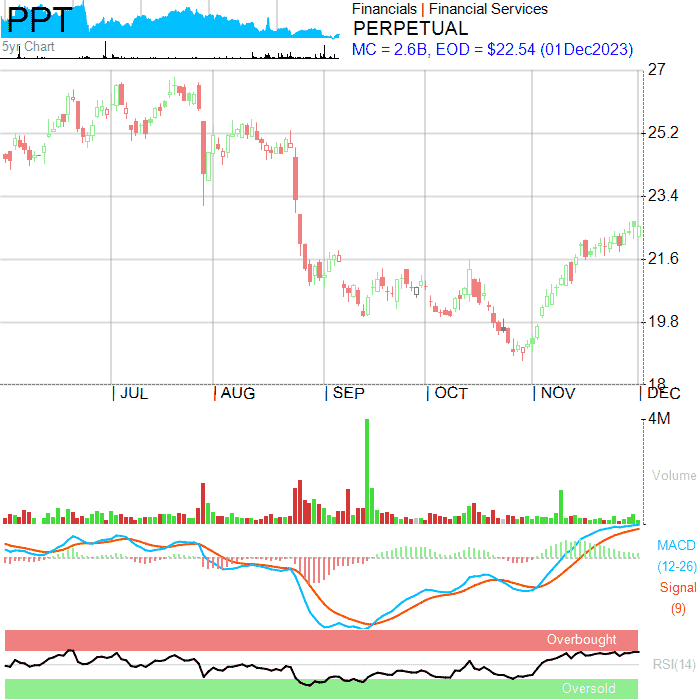 PPT
5yr Chart
Financials | Financial Services
PERPETUAL
MC = 2.6B, EOD = $22.54 (01Dec2023)
27
25.2
23.4
21.6
19.8
18
JUL
AUG
SEP
OCT
NOV
DEC
4M
Volume
MACD
(12-26)
Signal
(9)
Overbought
RSI(14)
Oversold